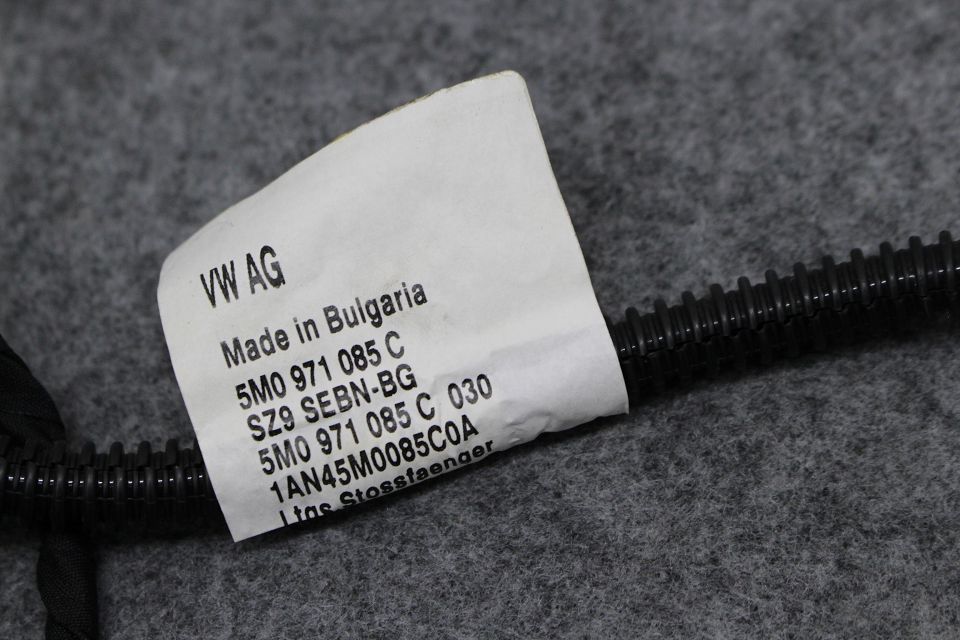 VW AG
Made in Bulgaria
5M0 971 085 C
SZ9 SEBN-BG
5M0 971 085 C 030
1AN45M0085C0A
Ltgs Stossfaenger